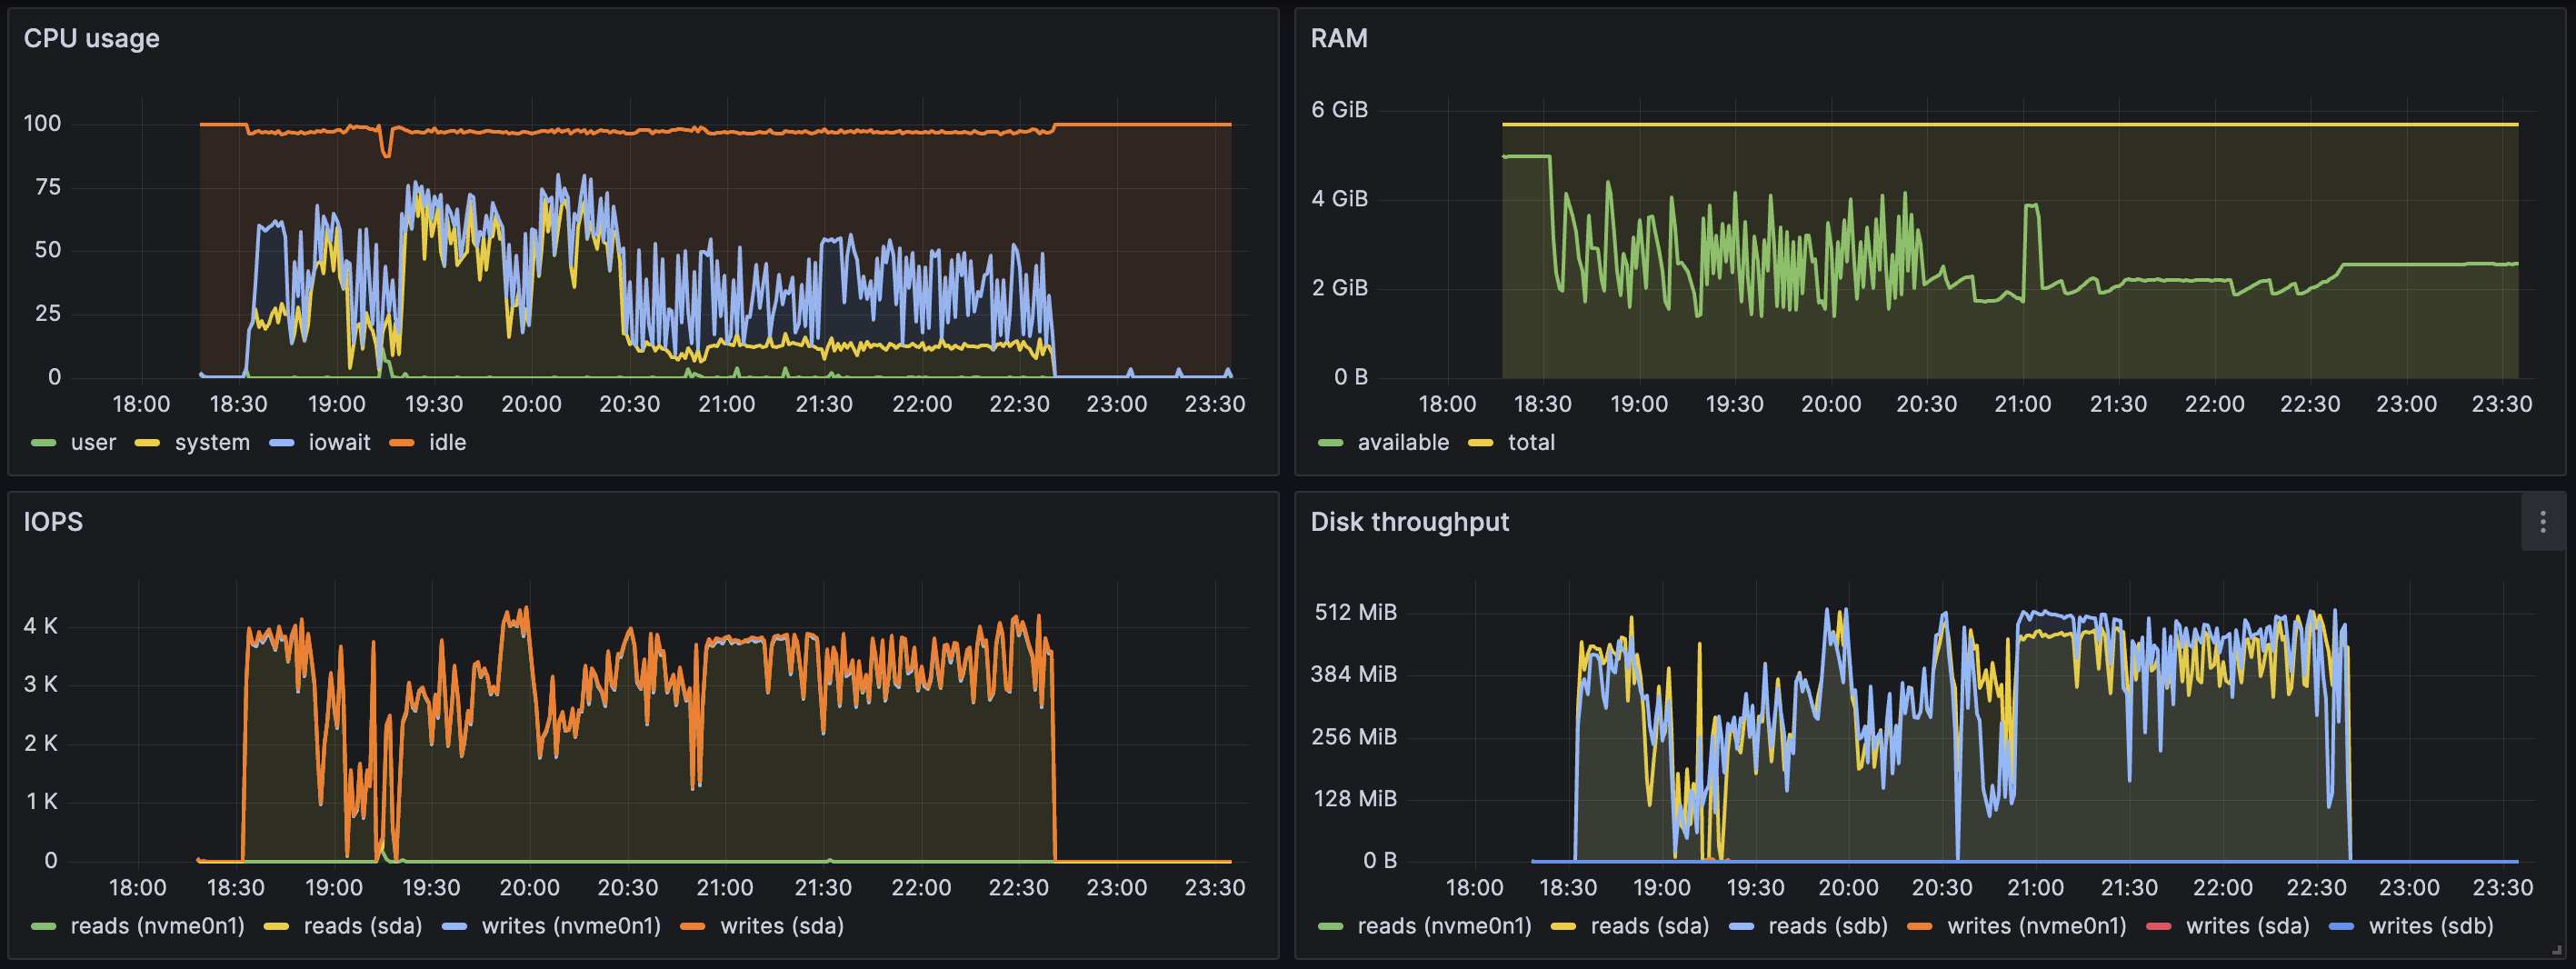 CPU usage
100
75
50
25
0
18:00 18:30 19:00 19:30 20:00 20:30 21:00 21:30 22:00 22:30 23:00 23:30
user system iowait idle
RAM
6 GiB
4 GiB
2 GiB
0 B
18:00 18:30 19:00 19:30 20:00 20:30 21:00 21:30 22:00 22:30 23:00 23:30
available total
IOPS
4 K
3 K
2 K
1 K
0
18:00 18:30 19:00 19:30 20:00 20:30 21:00 21:30 22:00 22:30 23:00 23:30
reads (nvme0n1) reads (sda) writes (nvme0n1) writes (sda)
Disk throughput
512 MiB
384 MiB
256 MiB
128 MiB
0 B
18:00 18:30 19:00 19:30 20:00 20:30 21:00 21:30 22:00 22:30 23:00 23:30
reads (nvme0n1) reads (sda) reads (sdb) writes (nvme0n1) writes (sda) writes (sdb)